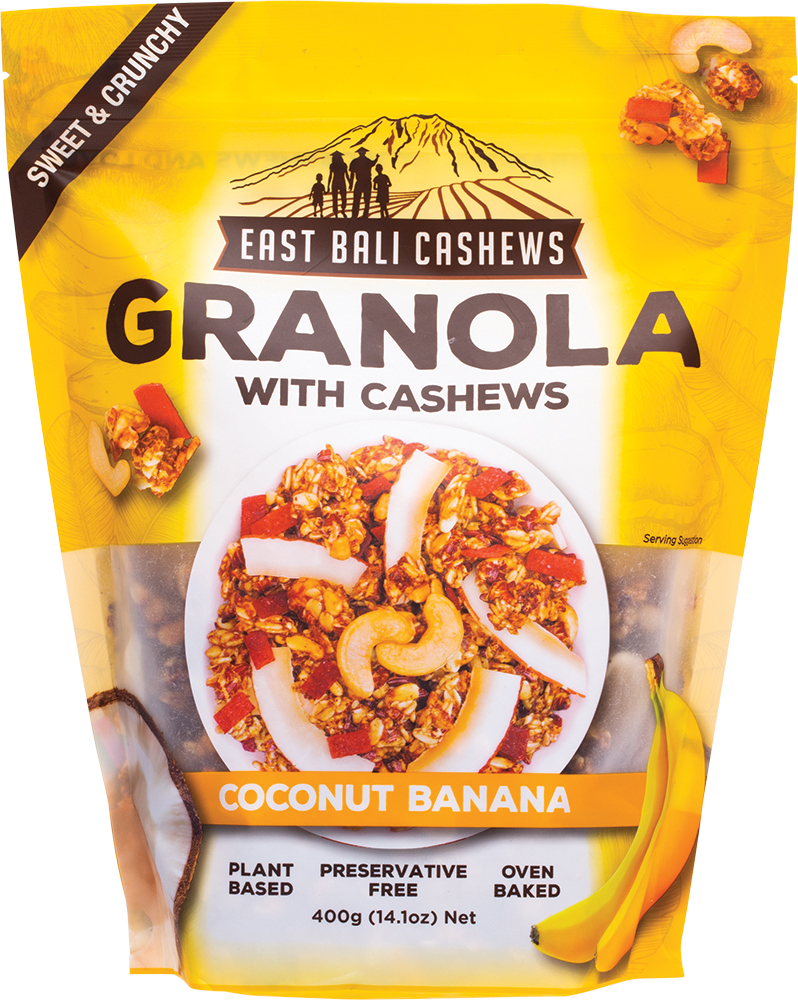 SWEET & CRUNCHY
EAST BALI CASHEWS
GRANOLA
WITH CASHEWS
Serving Suggestion
COCONUT BANANA
PLANT BASED
PRESERVATIVE FREE
OVEN BAKED
400g (14.1oz) Net